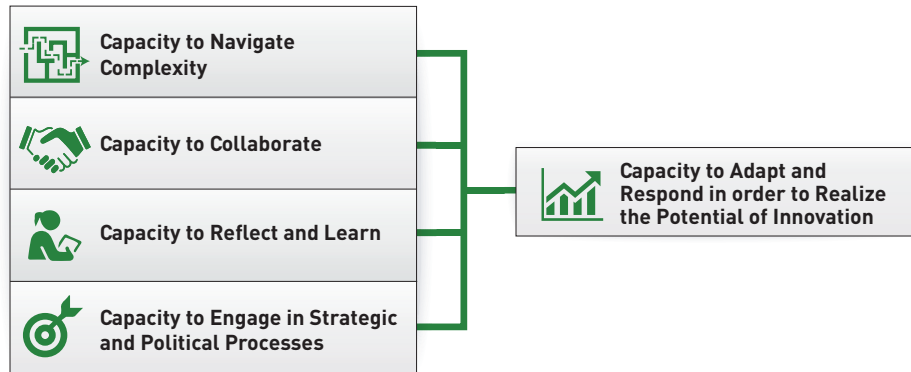 Capacity to Navigate
Complexity
Capacity to Collaborate
Capacity to Reflect and Learn
Capacity to Engage in Strategic
and Political Processes
Capacity to Adapt and
Respond in order to Realize
the Potential of Innovation